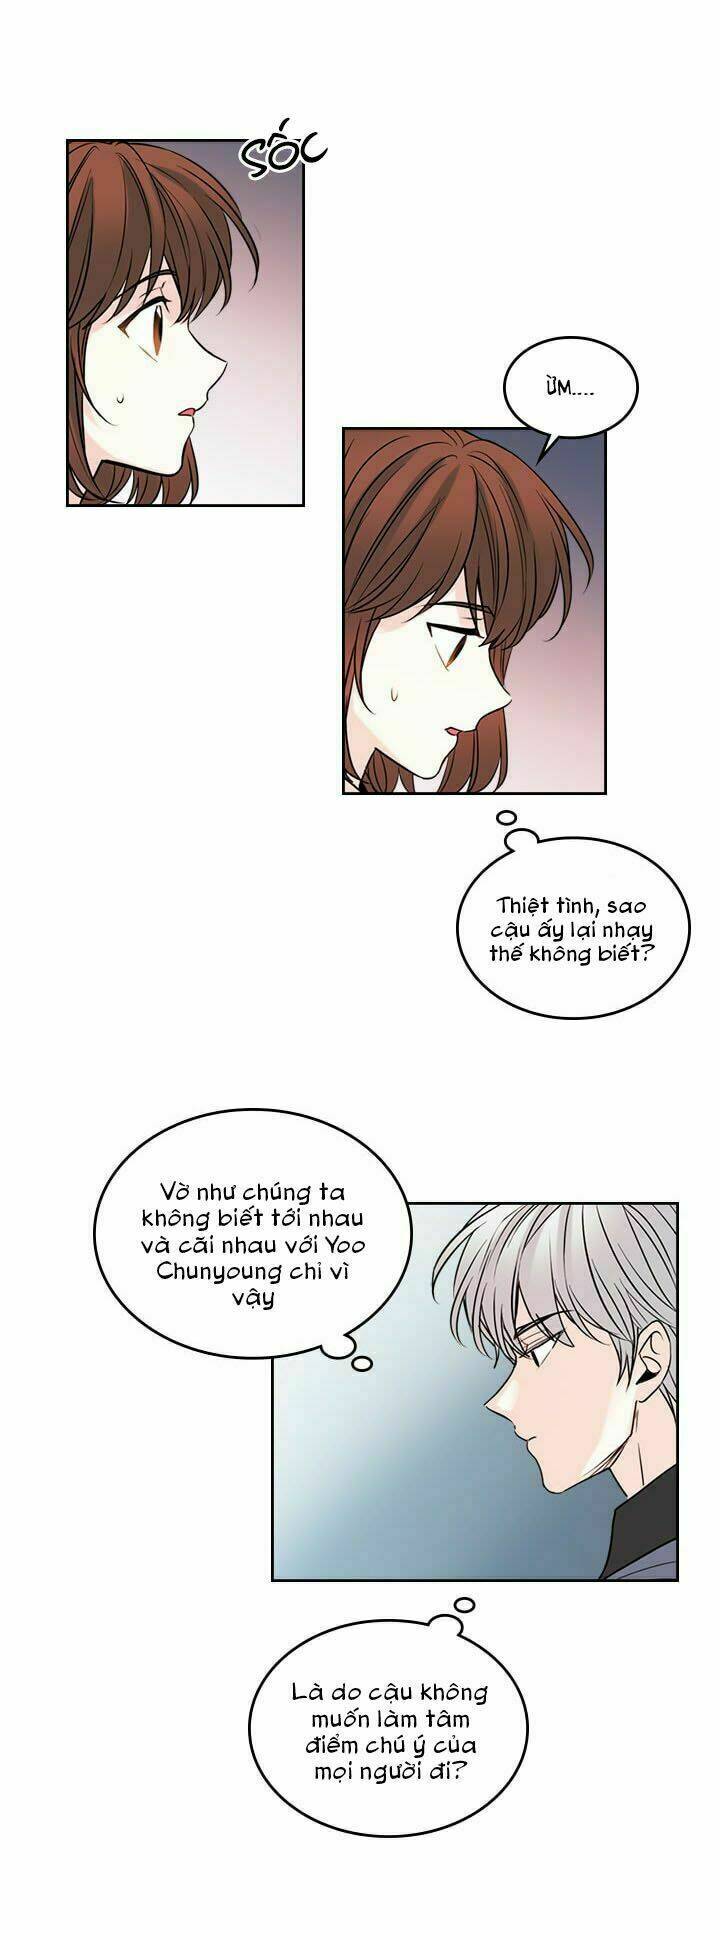 SỐC
ỪM....
Thiệt tình, sao
cậu ấy lại nhạy
thế không biết?
Vờ như chúng ta
không biết tới nhau
và cãi nhau với Yoo
Chunyoung chỉ vì
vậy
Là do cậu không
muốn làm tâm
điểm chú ý của
mọi người đi?